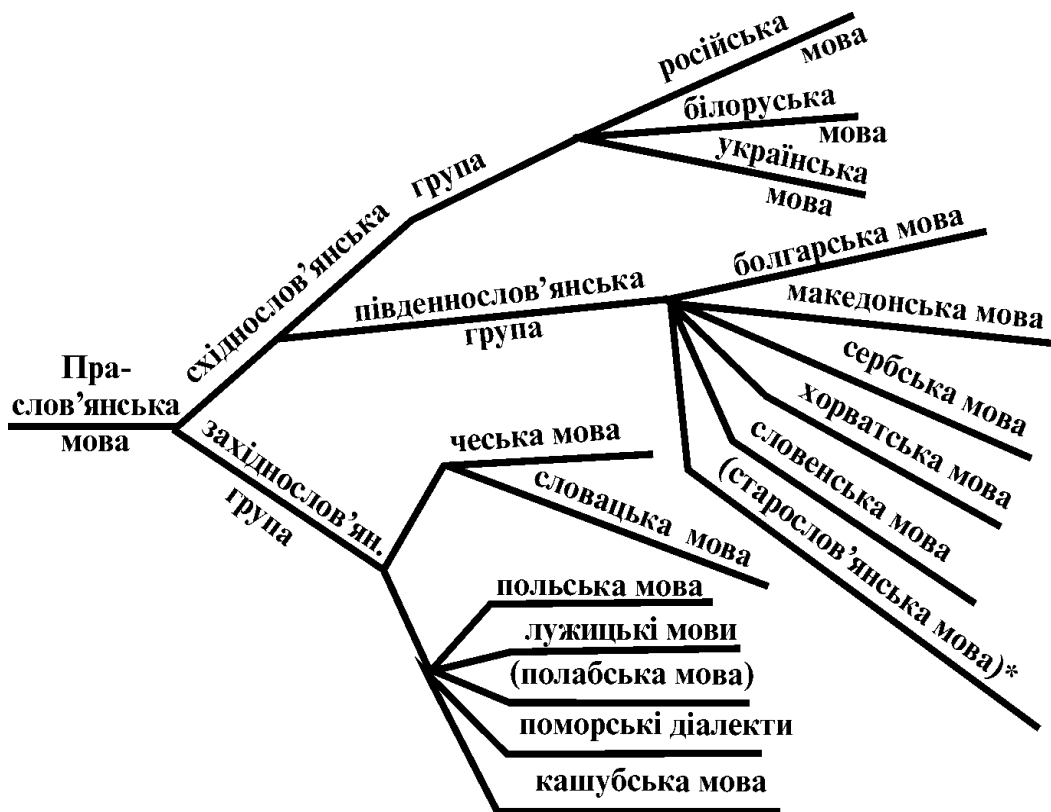 Пра-
слов’янська
мова
східнослов’янська група
російська
мова
білоруська
мова
українська
мова
південнослов’янська
група
болгарська мова
македонська мова
сербська мова
хорватська мова
словенська мова
(старослов’янська мова)*
західнослов’ян.
група
чеська мова
словацька мова
польська мова
лужицькі мови
(полабська мова)
поморські діалекти
кашубська мова